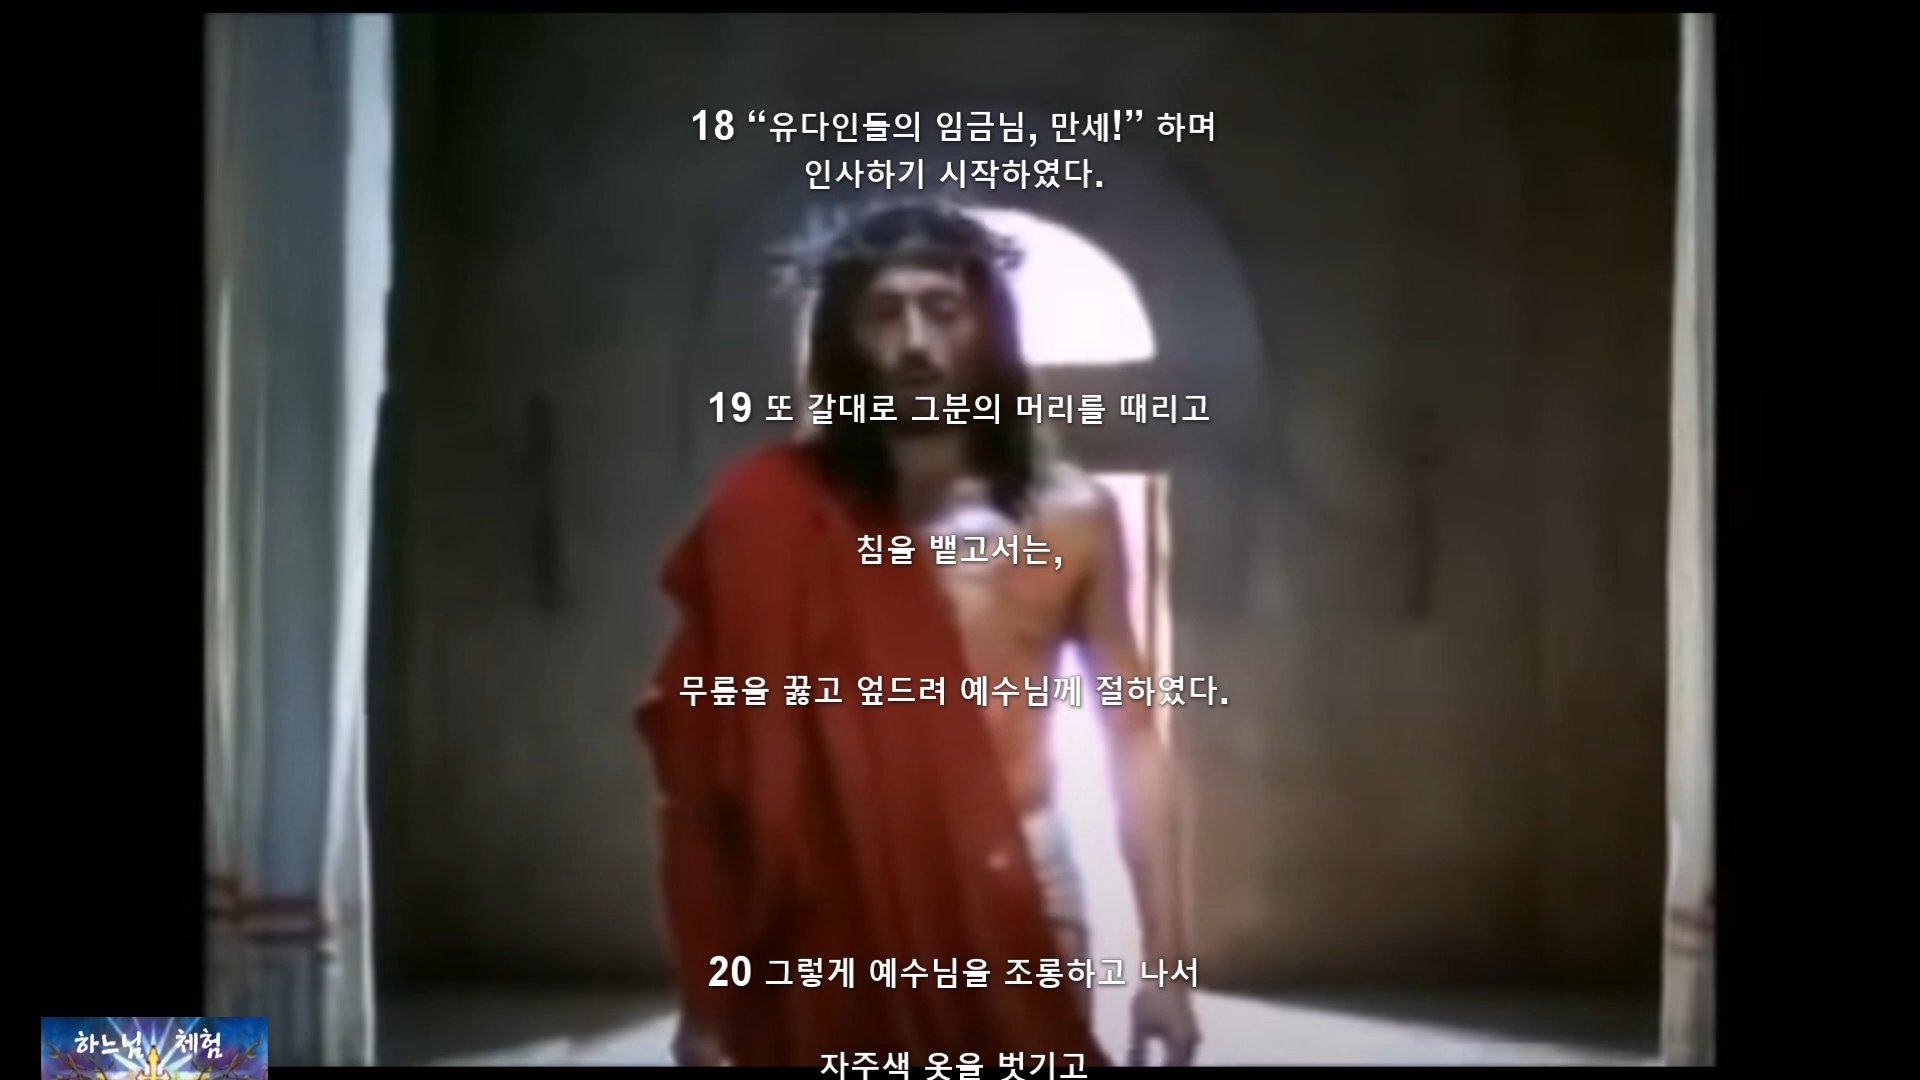 18 “유다인들의 임금님, 만세!” 하며
인사하기 시작하였다.
19 또 갈대로 그분의 머리를 때리고
침을 뱉고서는,
무릎을 꿇고 엎드려 예수님께 절하였다.
20 그렇게 예수님을 조롱하고 나서
자주색 옷을 벗기고
하느님 체험